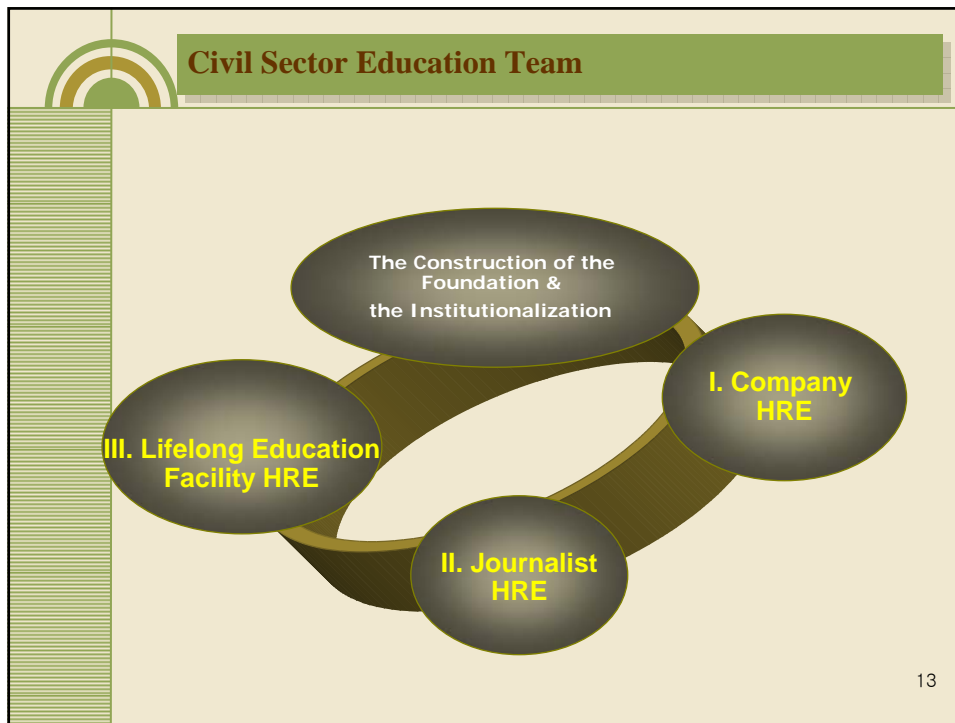 Civil Sector Education Team
The Construction of the
Foundation &
the Institutionalization
I. Company
HRE
III. Lifelong Education
Facility HRE
II. Journalist
HRE
13